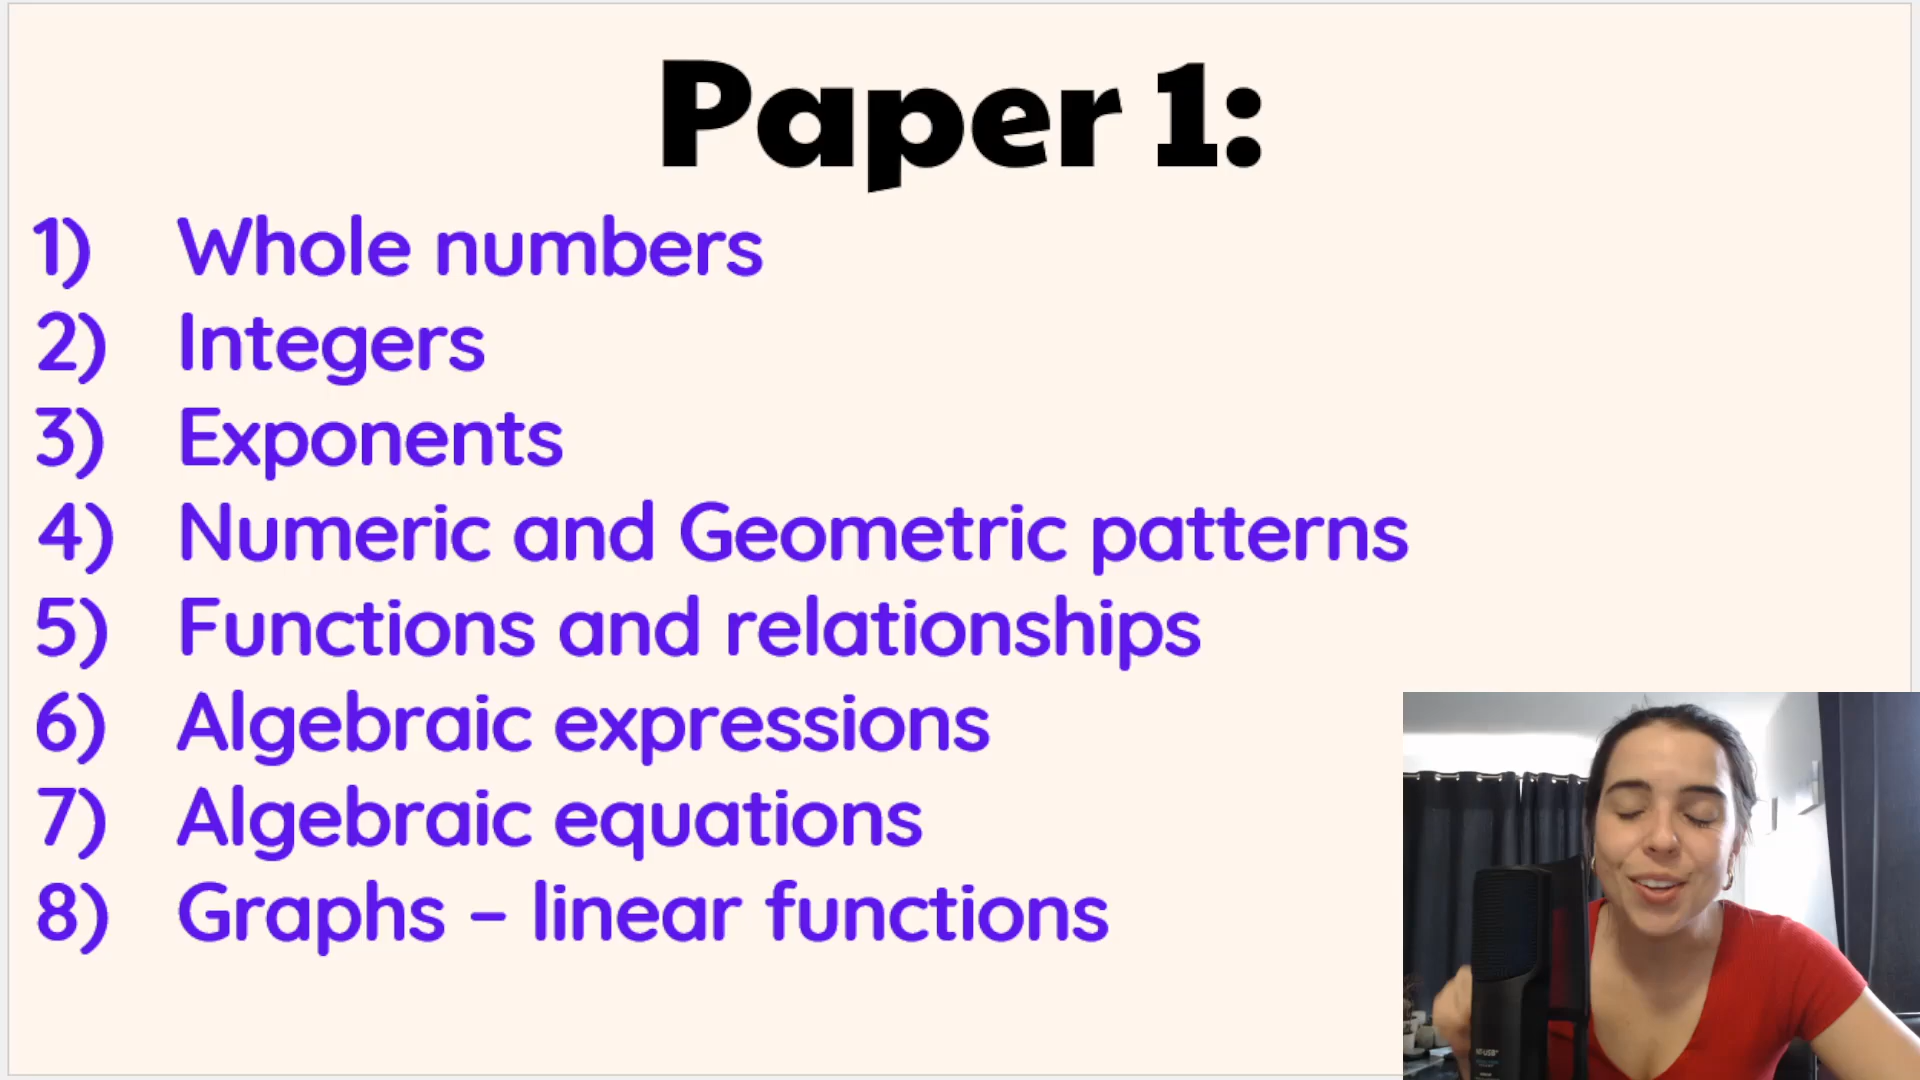 Paper 1:
1) Whole numbers
2) Integers
3) Exponents
4) Numeric and Geometric patterns
5) Functions and relationships
6) Algebraic expressions
7) Algebraic equations
8) Graphs – linear functions